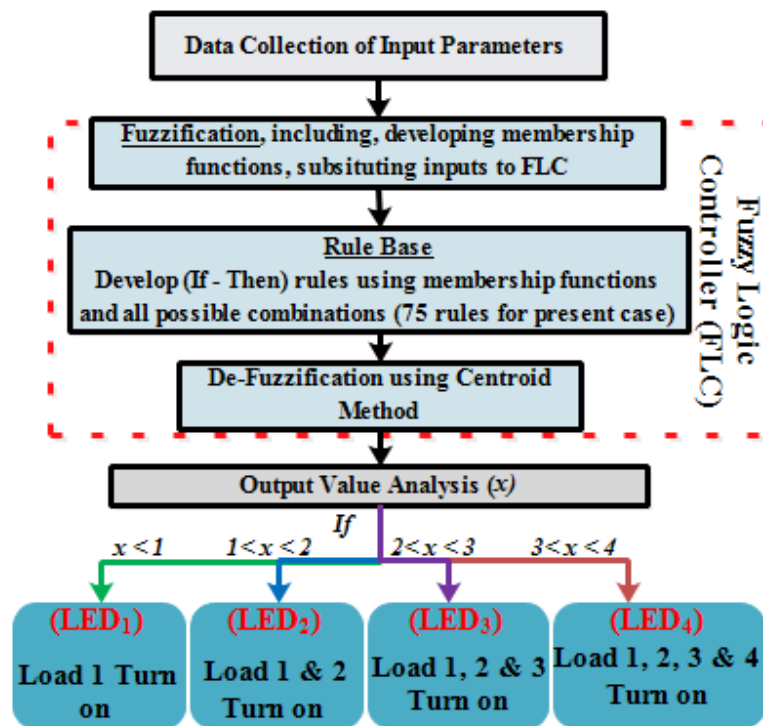 Data Collection of Input Parameters
Fuzzification, including, developing membership
functions, subsituting inputs to FLC
Rule Base
Develop (If - Then) rules using membership functions
and all possible combinations (75 rules for present case)
De-Fuzzification using Centroid
Method
Fuzzy Logic
Controller (FLC)
Output Value Analysis (x)
If
x < 1
1< x < 2
2< x < 3
3< x < 4
(LED₁)
Load 1 Turn
on
(LED₂)
Load 1 & 2
Turn on
(LED₃)
Load 1, 2 & 3
Turn on
(LED₄)
Load 1, 2, 3 & 4
Turn on